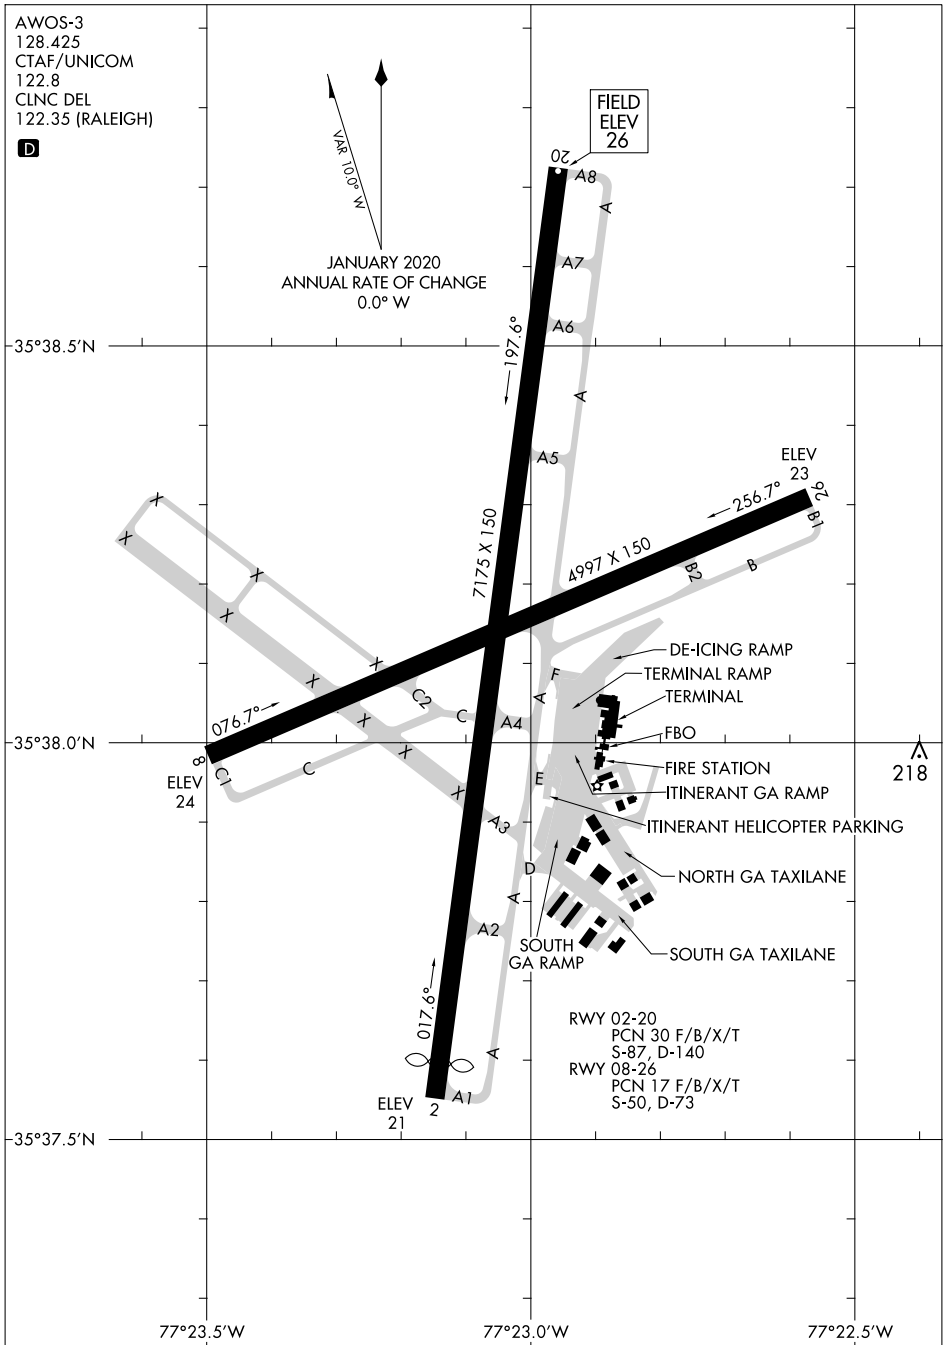 AWOS-3
128.425
CTAF/UNICOM
122.8
CLNC DEL
122.35 (RALEIGH)
D
VAR 10.0° W
JANUARY 2020
ANNUAL RATE OF CHANGE
0.0° W
FIELD
ELEV
26
20
A8
A
A7
A6
197.6°
35°38.5'N
A
A5
ELEV
23
26
256.7°
B1
7175 X 150
4997 X 150
B2
B
X
X
X
X
X
X
X
X
X
DE-ICING RAMP
F
TERMINAL RAMP
TERMINAL
C2
A
076.7°
C
A4
FBO
35°38.0'N
8
C1
C
ELEV
24
E
FIRE STATION
218
ITINERANT GA RAMP
A3
ITINERANT HELICOPTER PARKING
D
NORTH GA TAXILANE
A
A2
SOUTH
GA RAMP
SOUTH GA TAXILANE
017.6°
A
RWY 02-20
PCN 30 F/B/X/T
S-87, D-140
RWY 08-26
PCN 17 F/B/X/T
S-50, D-73
ELEV
21
2
A1
35°37.5'N
77°23.5'W
77°23.0'W
77°22.5'W